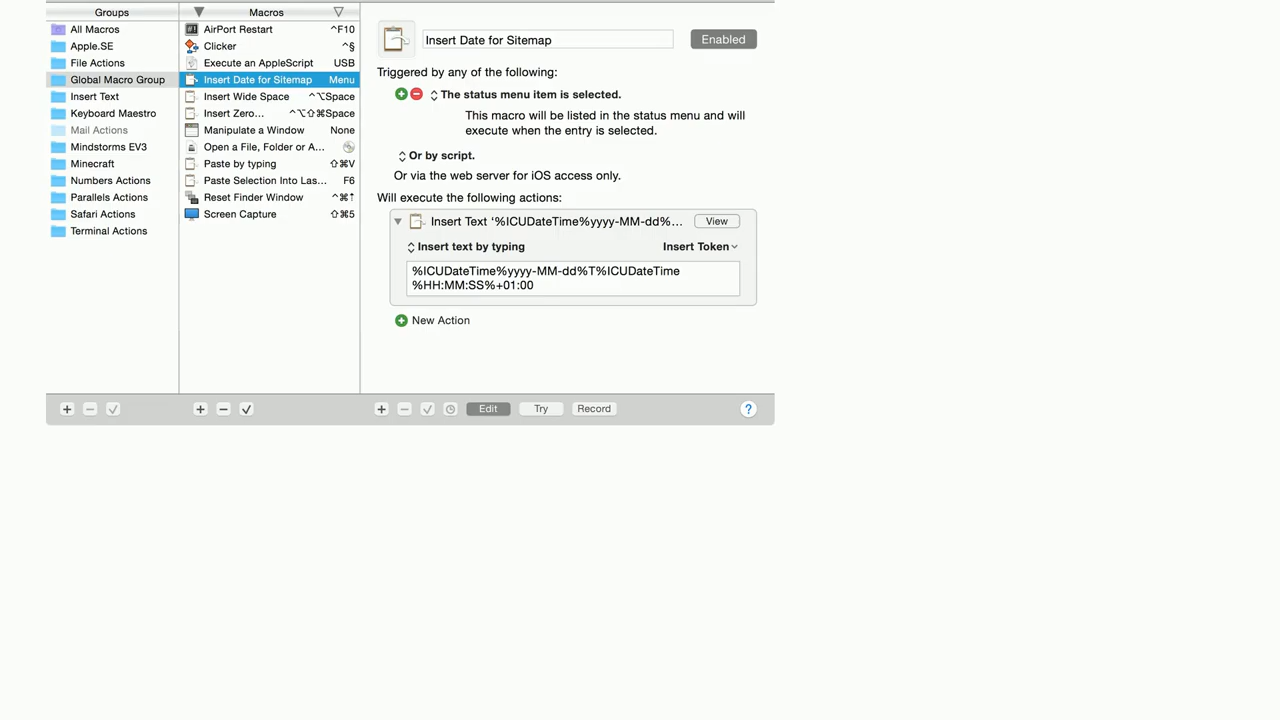 Groups
Macros
All Macros
Apple.SE
File Actions
Global Macro Group
Insert Text
Keyboard Maestro
Mail Actions
Mindstorms EV3
Minecraft
Numbers Actions
Parallels Actions
Safari Actions
Terminal Actions
AirPort Restart ^F10
Clicker ^§
Execute an AppleScript USB
Insert Date for Sitemap Menu
Insert Wide Space ^⌥Space
Insert Zero… ^⌥⇧⌘Space
Manipulate a Window None
Open a File, Folder or A…
Paste by typing ⇧⌘V
Paste Selection Into Las… F6
Reset Finder Window ^⌘⇡
Screen Capture ⇧⌘5
Insert Date for Sitemap
Enabled
Triggered by any of the following:
The status menu item is selected.
This macro will be listed in the status menu and will
execute when the entry is selected.
Or by script.
Or via the web server for iOS access only.
Will execute the following actions:
Insert Text ‘%ICUDateTime%yyyy-MM-dd%… View
Insert text by typing Insert Token
%ICUDateTime%yyyy-MM-dd%T%ICUDateTime
%HH:MM:SS%+01:00
New Action
Edit Try Record ?